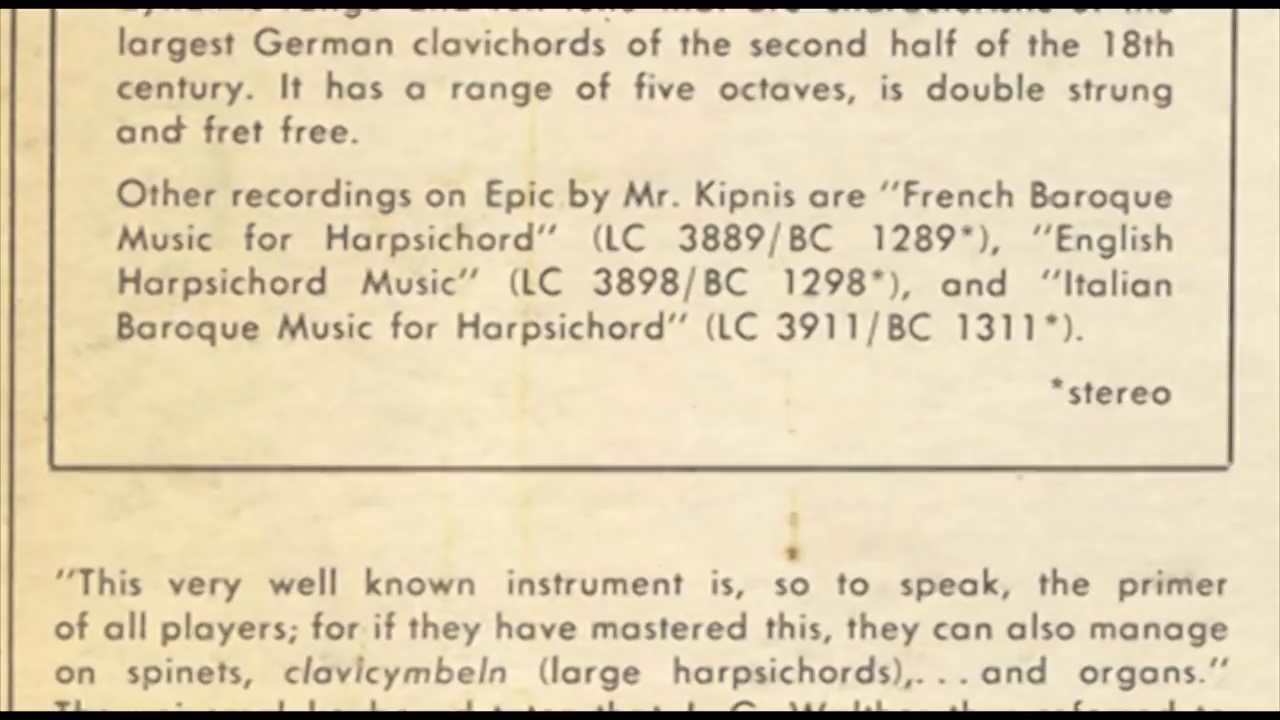 largest German clavichords of the second half of the 18th
century. It has a range of five octaves, is double strung
and fret free.
Other recordings on Epic by Mr. Kipnis are "French Baroque
Music for Harpsichord" (LC 3889/BC 1289*), "English
Harpsichord Music" (LC 3898/BC 1298*), and "Italian
Baroque Music for Harpsichord" (LC 3911/BC 1311*).
*stereo
"This very well known instrument is, so to speak, the primer
of all players; for if they have mastered this, they can also manage
on spinets, clavicymbeln (large harpsichords),. . . and organs."